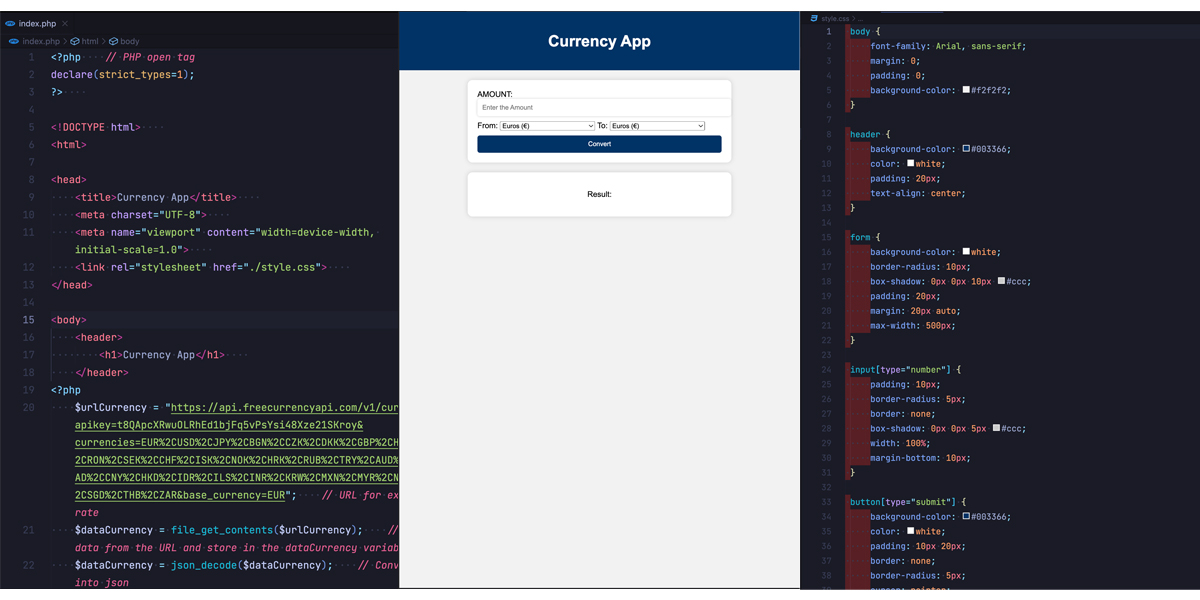 index.php ×
index.php > html > body
1 <?php // PHP open tag
2 declare(strict_types=1);
3 ?>
4
5 <!DOCTYPE html>
6 <html>
7
8 <head>
9 <title>Currency App</title>
10 <meta charset="UTF-8">
11 <meta name="viewport" content="width=device-width,
initial-scale=1.0">
12 <link rel="stylesheet" href="./style.css">
13 </head>
14
15 <body>
16 <header>
17 <h1>Currency App</h1>
18 </header>
19 <?php
20 $urlCurrency = "https://api.freecurrencyapi.com/v1/cur
apikey=t8QApcXRwuOLRhEd1bjFq5vPsYsi48Xze21SKroy&
currencies=EUR%2CUSD%2CJPY%2CBGN%2CCZK%2CDKK%2CGBP%2CH
2CRON%2CSEK%2CCHF%2CISK%2CNOK%2CHRK%2CRUB%2CTRY%2CAUD%
AD%2CCNY%2CHKD%2CIDR%2CILS%2CINR%2CKRW%2CMXN%2CMYR%2CN
2CSGD%2CTHB%2CZAR&base_currency=EUR"; // URL for ex
rate
21 $dataCurrency = file_get_contents($urlCurrency); //
data from the URL and store in the dataCurrency variab
22 $dataCurrency = json_decode($dataCurrency); // Conv
into json
Currency App
AMOUNT:
Enter the Amount
From: Euros (€) To: Euros (€)
Convert
Result:
style.css > ...
1 body {
2 font-family: Arial, sans-serif;
3 margin: 0;
4 padding: 0;
5 background-color: #f2f2f2;
6 }
7
8 header {
9 background-color: #003366;
10 color: white;
11 padding: 20px;
12 text-align: center;
13 }
14
15 form {
16 background-color: white;
17 border-radius: 10px;
18 box-shadow: 0px 0px 10px #ccc;
19 padding: 20px;
20 margin: 20px auto;
21 max-width: 500px;
22 }
23
24 input[type="number"] {
25 padding: 10px;
26 border-radius: 5px;
27 border: none;
28 box-shadow: 0px 0px 5px #ccc;
29 width: 100%;
30 margin-bottom: 10px;
31 }
32
33 button[type="submit"] {
34 background-color: #003366;
35 color: white;
36 padding: 10px 20px;
37 border: none;
38 border-radius: 5px;